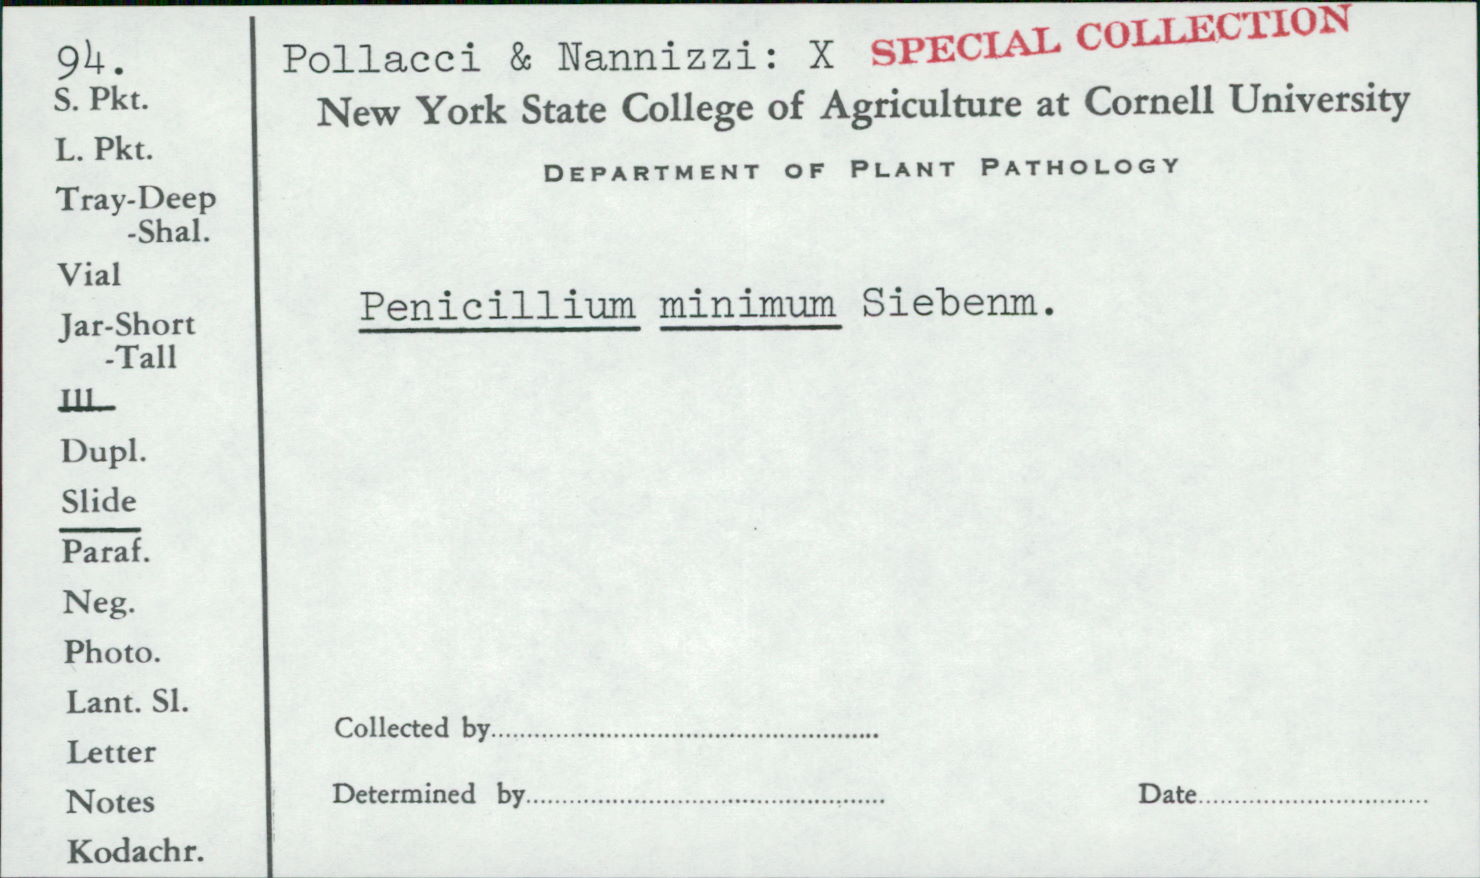 94.
S. Pkt.
L. Pkt.
Tray-Deep
-Shal.
Vial
Jar-Short
-Tall
Ill.
Dupl.
Slide
Paraf.
Neg.
Photo.
Lant. Sl.
Letter
Notes
Kodachr.
Pollacci & Nannizzi: X SPECIAL COLLECTION
New York State College of Agriculture at Cornell University
DEPARTMENT OF PLANT PATHOLOGY
Penicillium minimum Siebenm.
Collected by
Determined by
Date